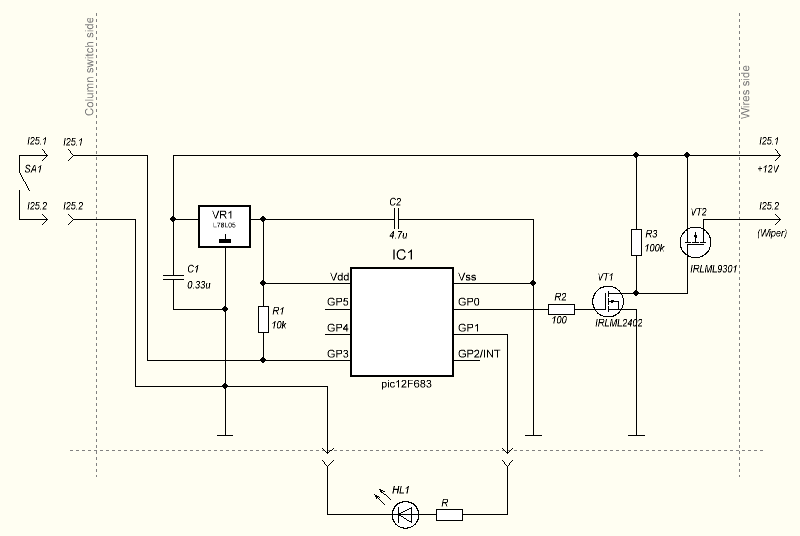 Column switch side
Wires side
I25.1
I25.1
I25.1
SA1
+12V
I25.2
I25.2
I25.2
(Wiper)
VR1
L78L05
C2
4.7u
VT2
R3
100k
IRLML9301
IC1
C1
0.33u
Vdd
Vss
VT1
GP5
GP0
R2
100
R1
10k
IRLML2402
GP4
GP1
GP3
GP2/INT
pic12F683
HL1
R